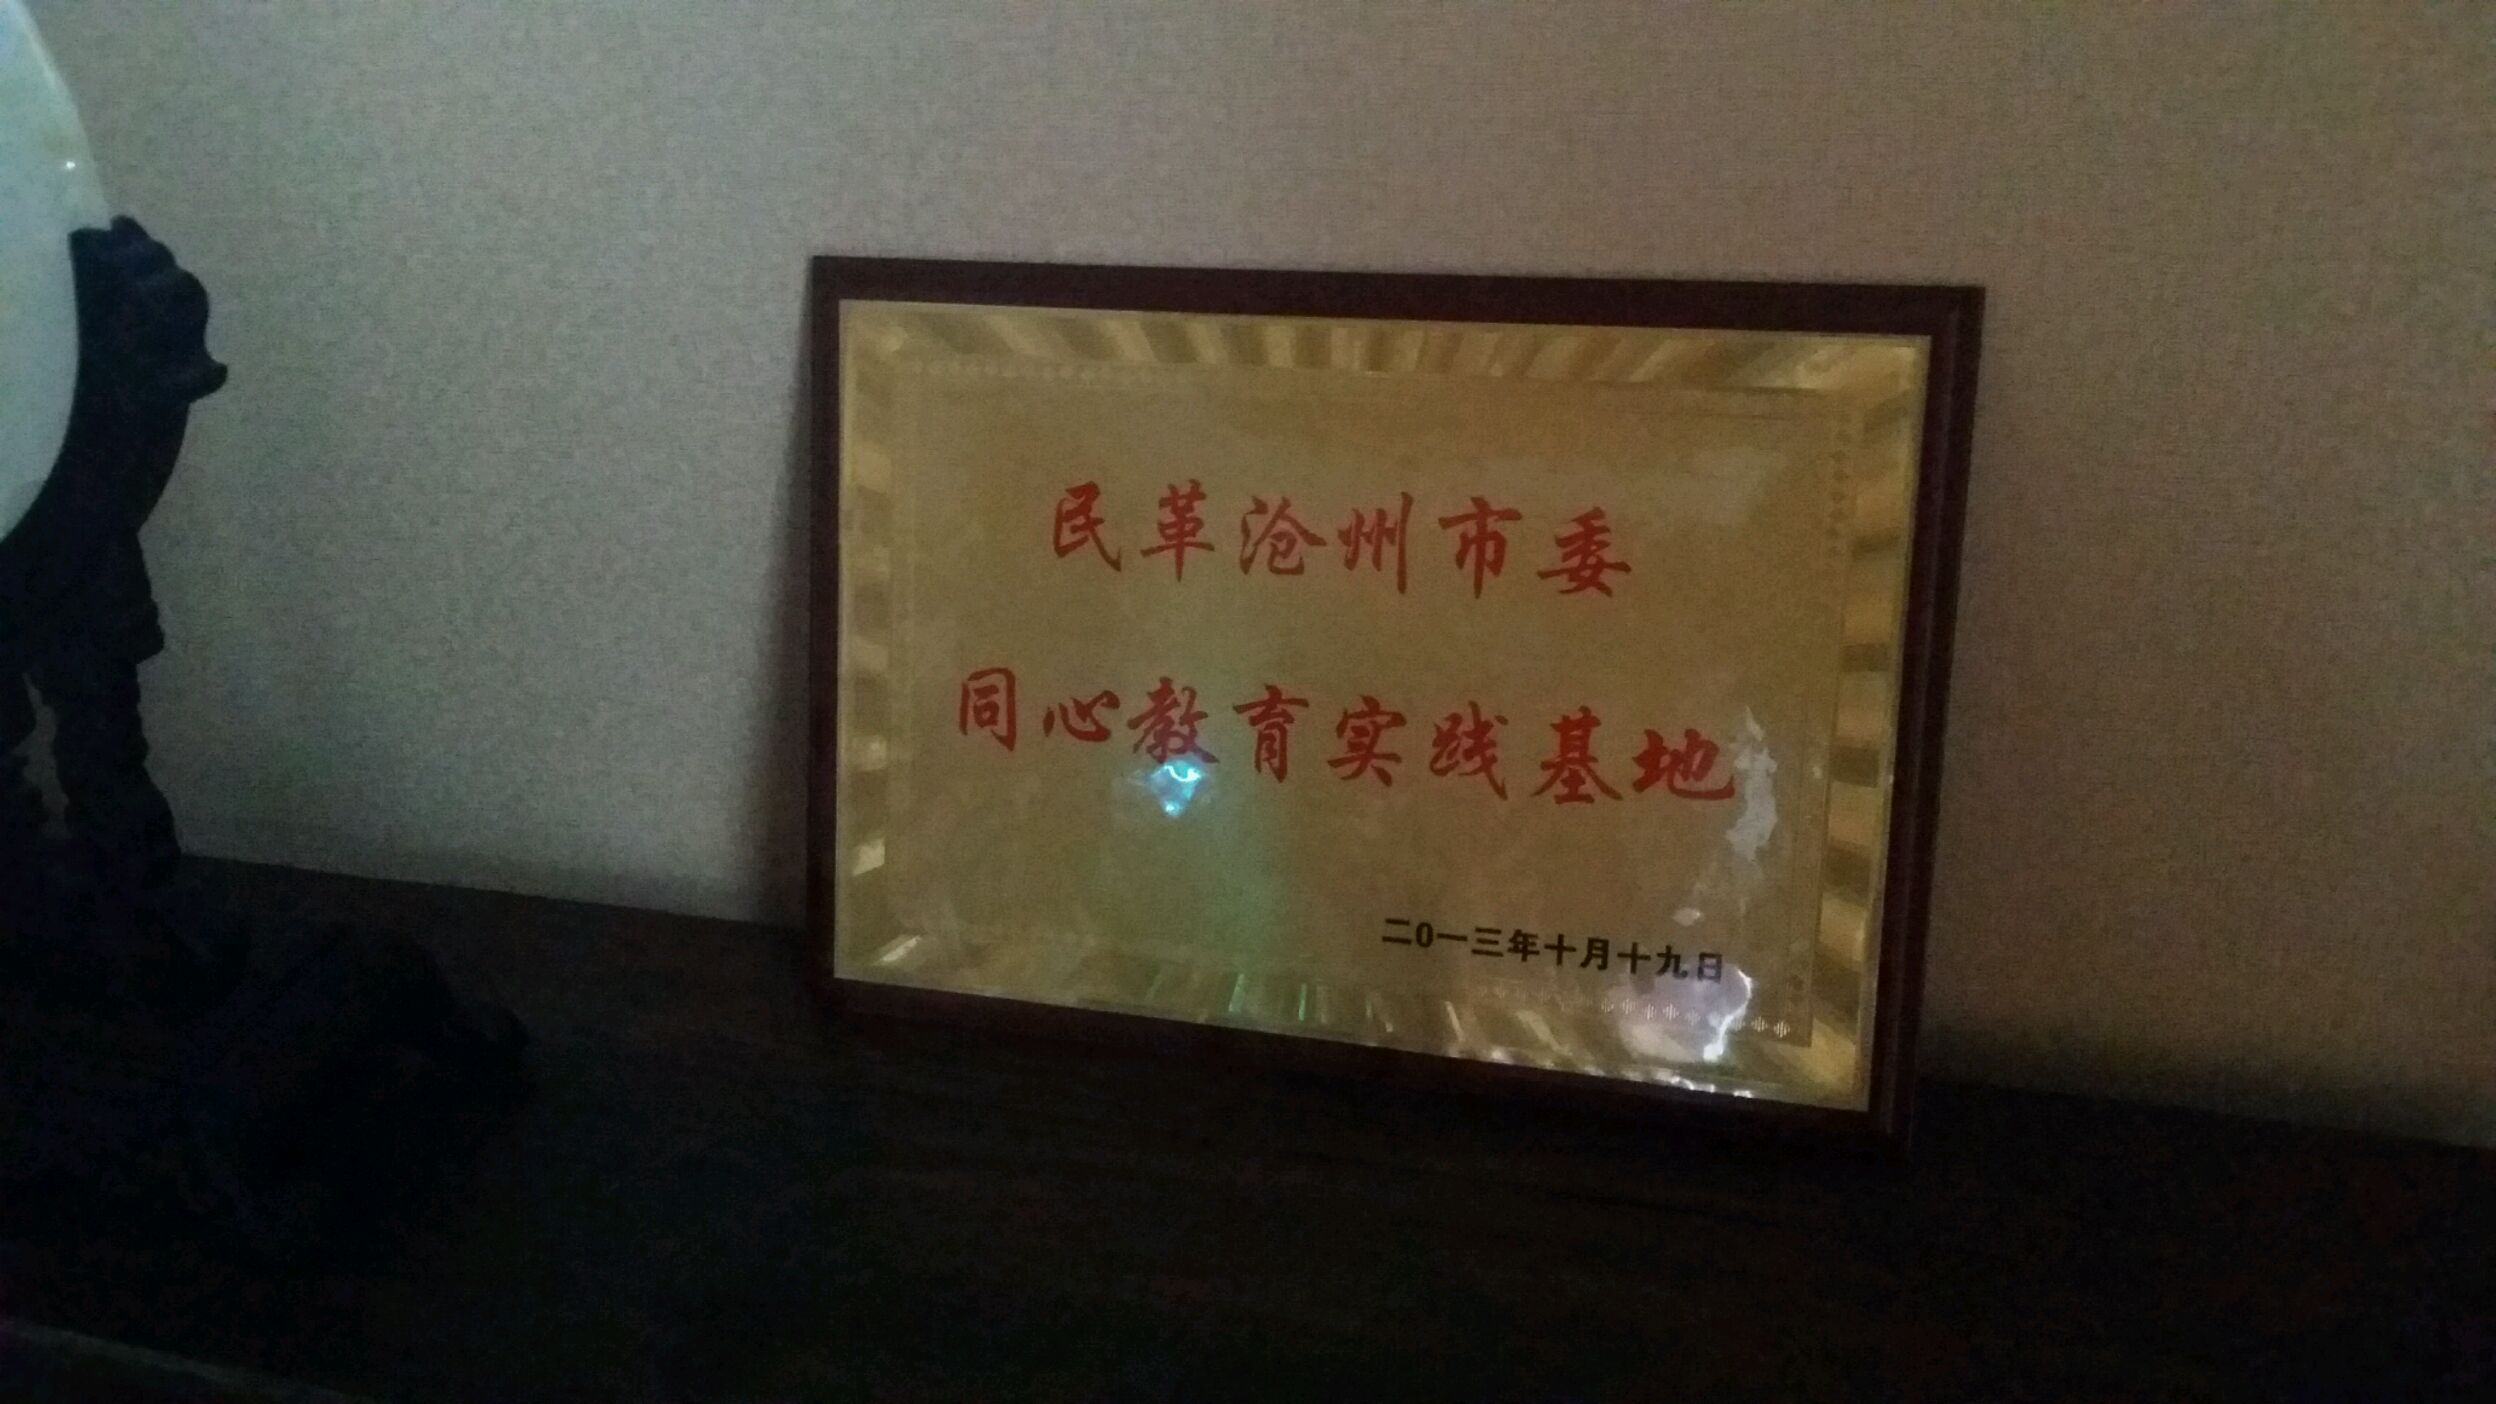 民革沧州市委
同心教育实践基地
二0一三年十月十九日